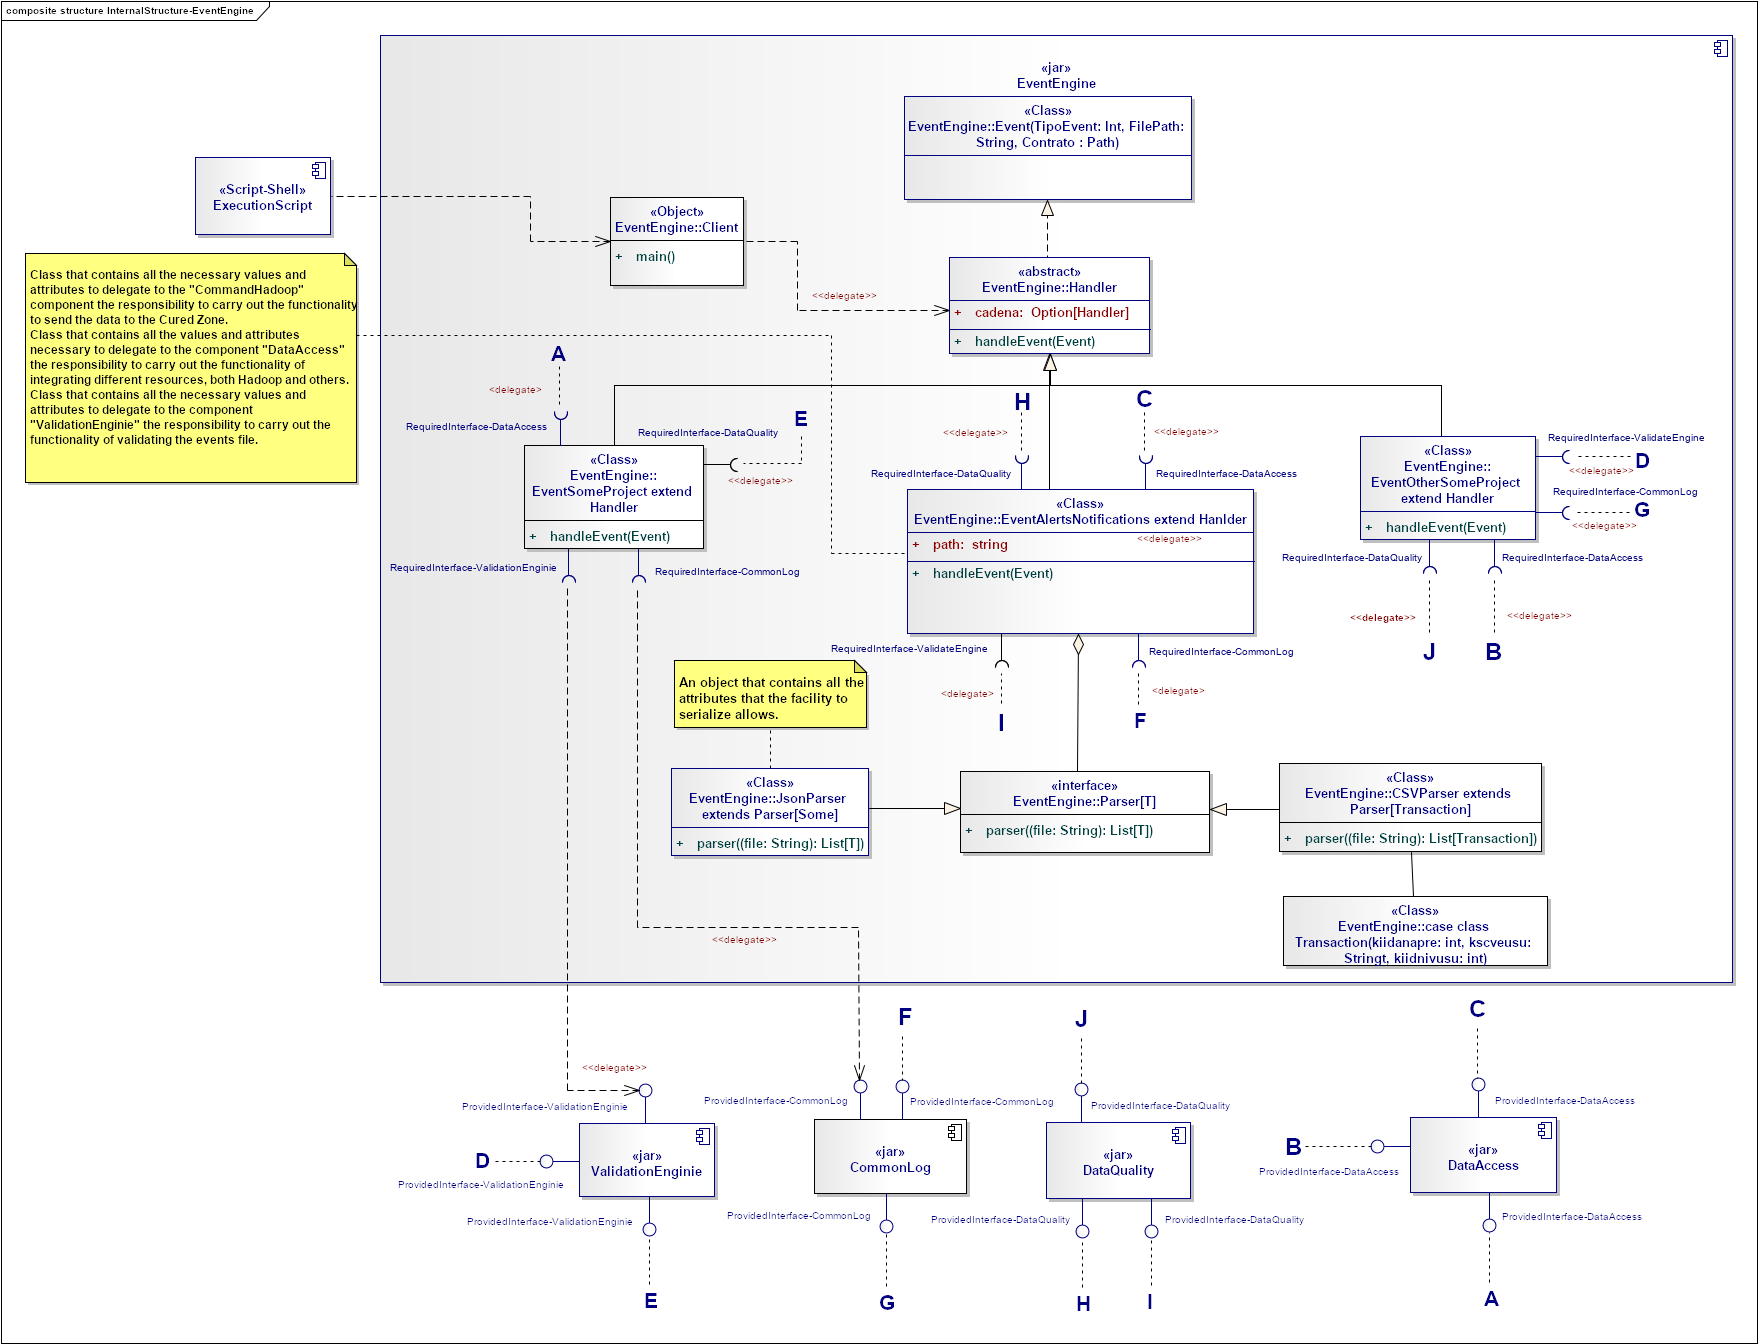 composite structure InternalStructure-EventEngine
«jar»
EventEngine
«Class»
EventEngine::Event(TipoEvent: Int, FilePath:
String, Contrato : Path)
«Script-Shell»
ExecutionScript
«Object»
EventEngine::Client
+ main()
<<delegate>>
«abstract»
EventEngine::Handler
+ cadena: Option[Handler]
+ handleEvent(Event)
Class that contains all the necessary values and
attributes to delegate to the "CommandHadoop"
component the responsibility to carry out the functionality
to send the data to the Cured Zone.
Class that contains all the values and attributes
necessary to delegate to the component "DataAccess"
the responsibility to carry out the functionality of
integrating different resources, both Hadoop and others.
Class that contains all the necessary values and
attributes to delegate to the component
"ValidationEnginie" the responsibility to carry out the
functionality of validating the events file.
A
<delegate>
RequiredInterface-DataAccess
E
RequiredInterface-DataQuality
<<delegate>>
«Class»
EventEngine::
EventSomeProject extend
Handler
+ handleEvent(Event)
RequiredInterface-ValidationEnginie
RequiredInterface-CommonLog
H
<<delegate>>
RequiredInterface-DataQuality
C
<<delegate>>
RequiredInterface-DataAccess
«Class»
EventEngine::EventAlertsNotifications extend Hanlder
+ path: string
<<delegate>>
+ handleEvent(Event)
RequiredInterface-ValidateEngine
<delegate>
I
RequiredInterface-CommonLog
<delegate>
F
«Class»
EventEngine::
EventOtherSomeProject
extend Handler
+ handleEvent(Event)
RequiredInterface-ValidateEngine
D
<<delegate>>
RequiredInterface-CommonLog
G
<<delegate>>
RequiredInterface-DataQuality
<<delegate>>
J
RequiredInterface-DataAccess
<<delegate>>
B
An object that contains all the
attributes that the facility to
serialize allows.
«Class»
EventEngine::JsonParser
extends Parser[Some]
+ parser((file: String): List[T])
«interface»
EventEngine::Parser[T]
+ parser((file: String): List[T])
«Class»
EventEngine::CSVParser extends
Parser[Transaction]
+ parser((file: String): List[Transaction])
«Class»
EventEngine::case class
Transaction(kiidanapre: int, kscveusu:
Stringt, kiidnivusu: int)
<<delegate>>
<<delegate>>
ProvidedInterface-ValidationEnginie
D
ProvidedInterface-ValidationEnginie
«jar»
ValidationEnginie
ProvidedInterface-ValidationEnginie
E
F
ProvidedInterface-CommonLog
ProvidedInterface-CommonLog
«jar»
CommonLog
ProvidedInterface-CommonLog
G
J
ProvidedInterface-DataQuality
«jar»
DataQuality
ProvidedInterface-DataQuality
ProvidedInterface-DataQuality
H
I
C
ProvidedInterface-DataAccess
B
ProvidedInterface-DataAccess
«jar»
DataAccess
ProvidedInterface-DataAccess
A